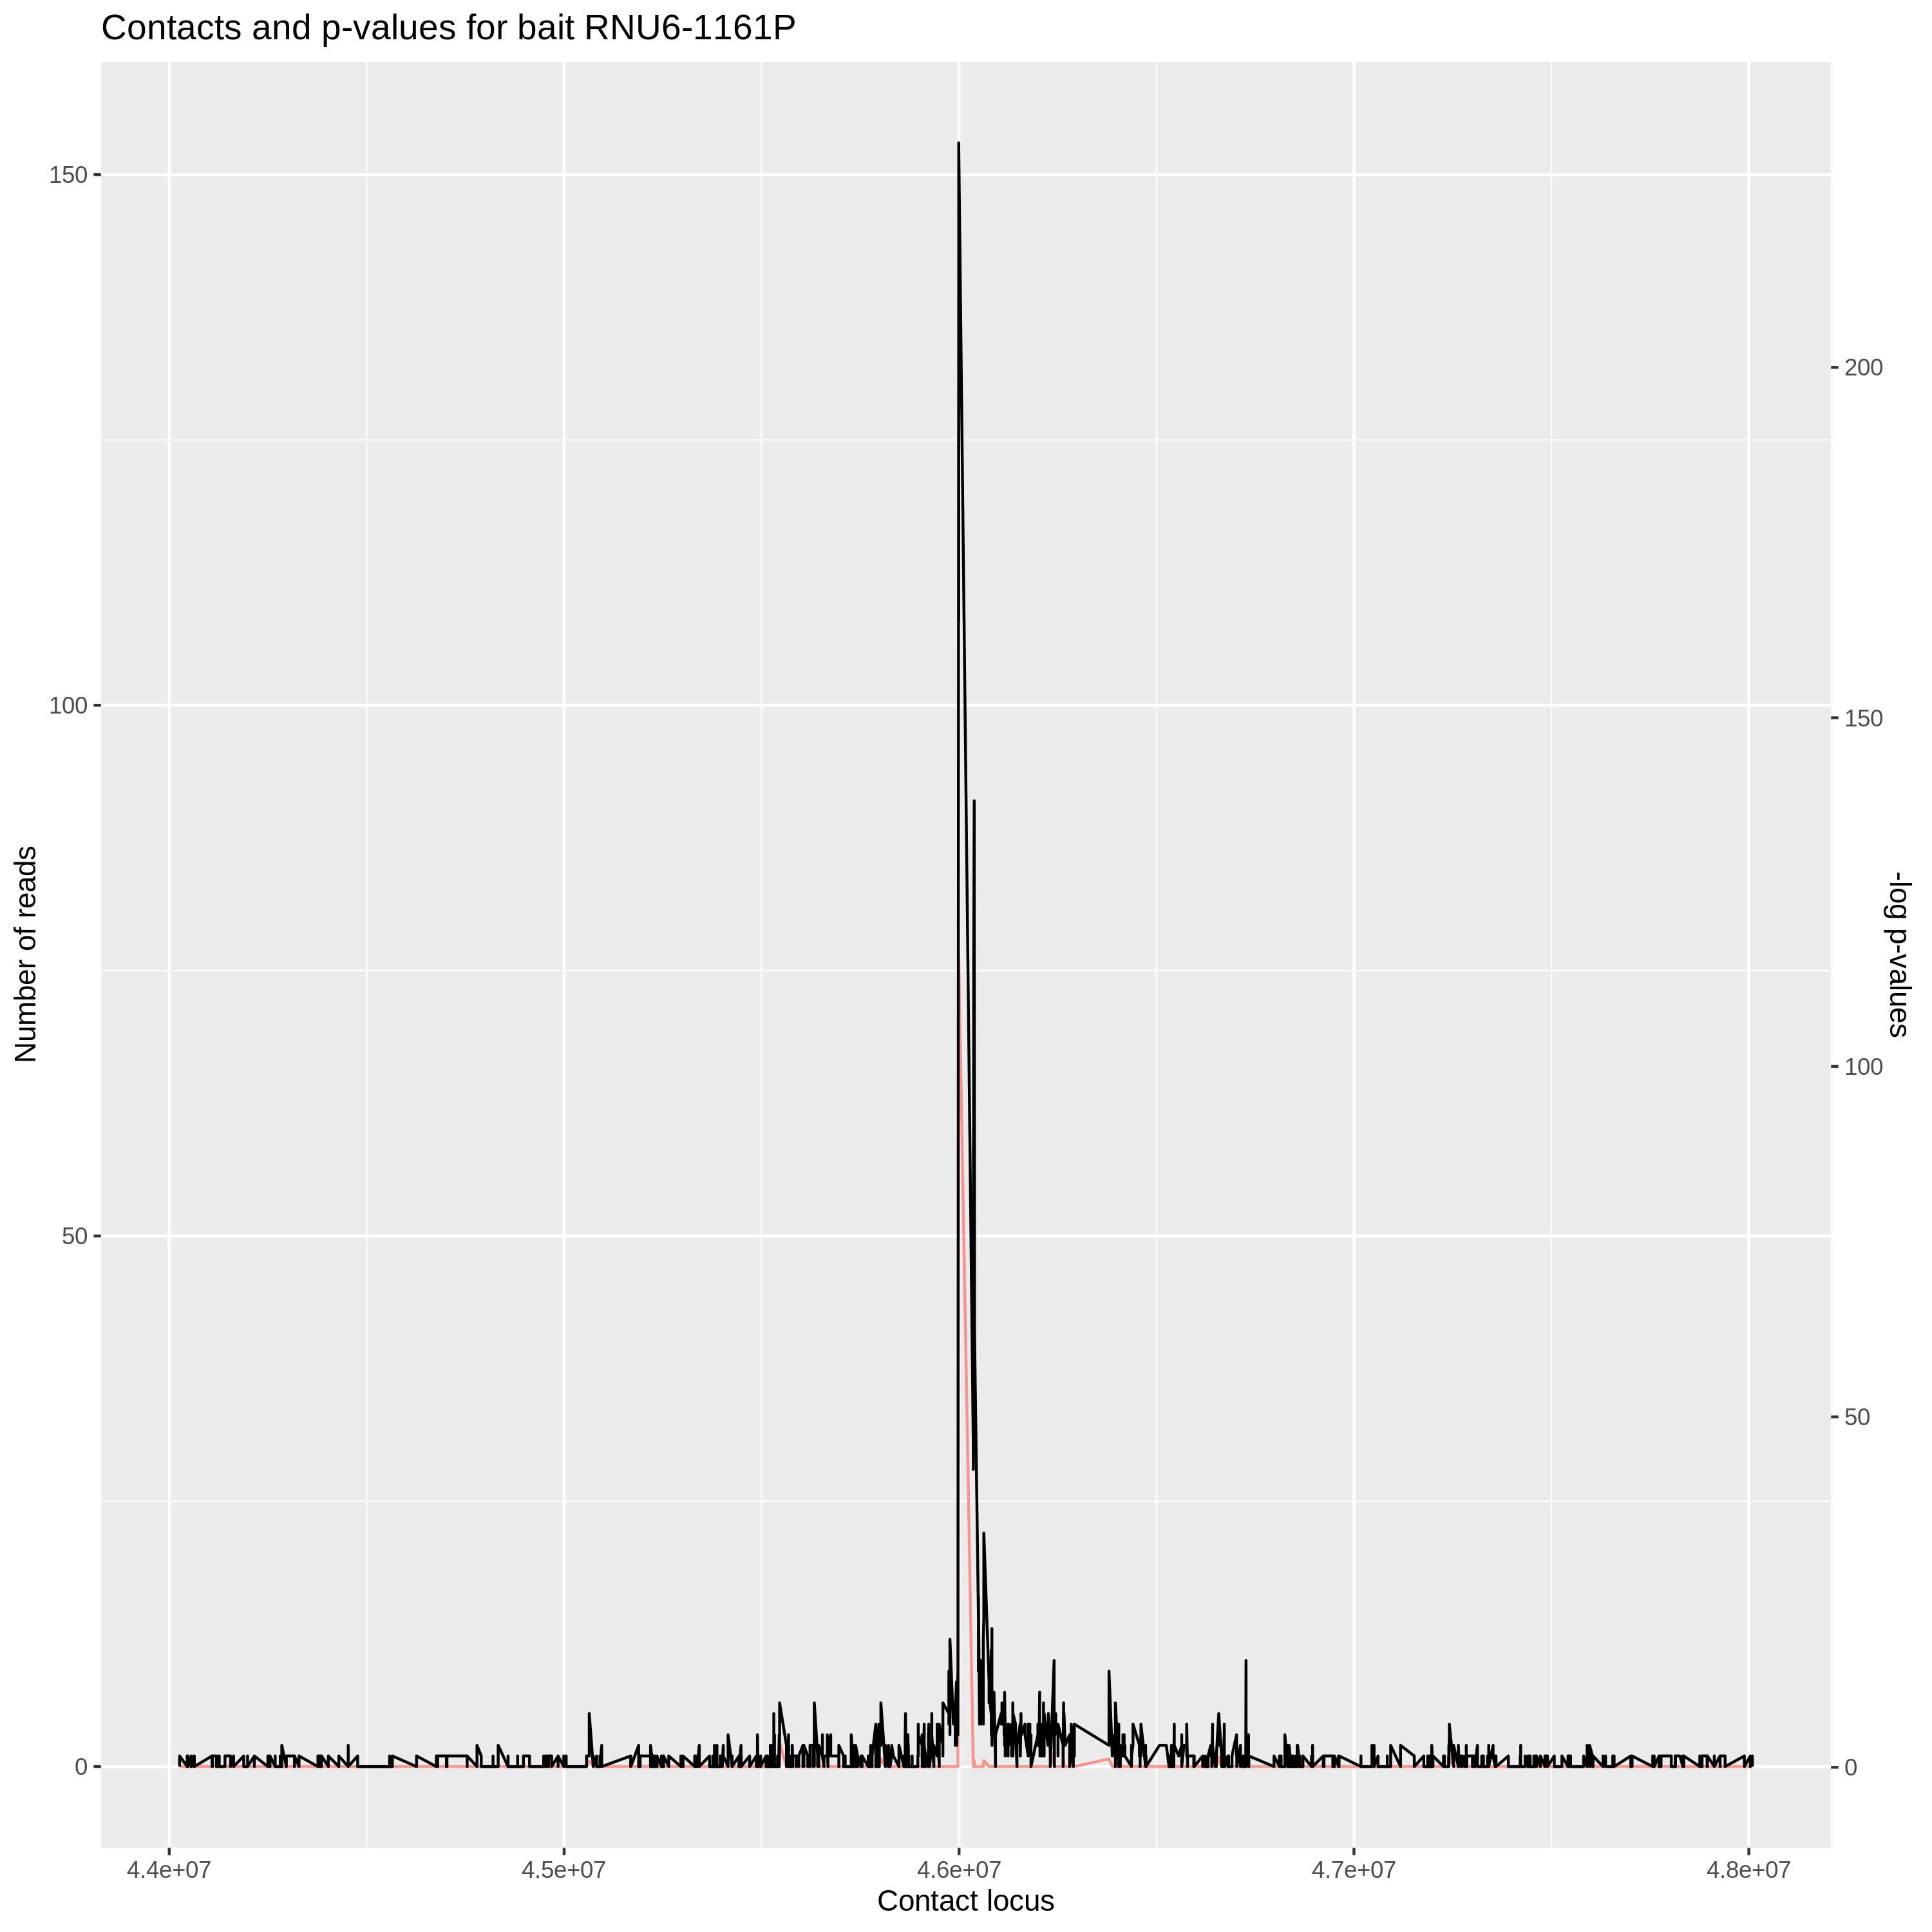 Contacts and p-values for bait RNU6-1161P
150
100
50
0
Number of reads
200
150
100
50
0
-log p-values
4.4e+07 4.5e+07 4.6e+07 4.7e+07 4.8e+07
Contact locus